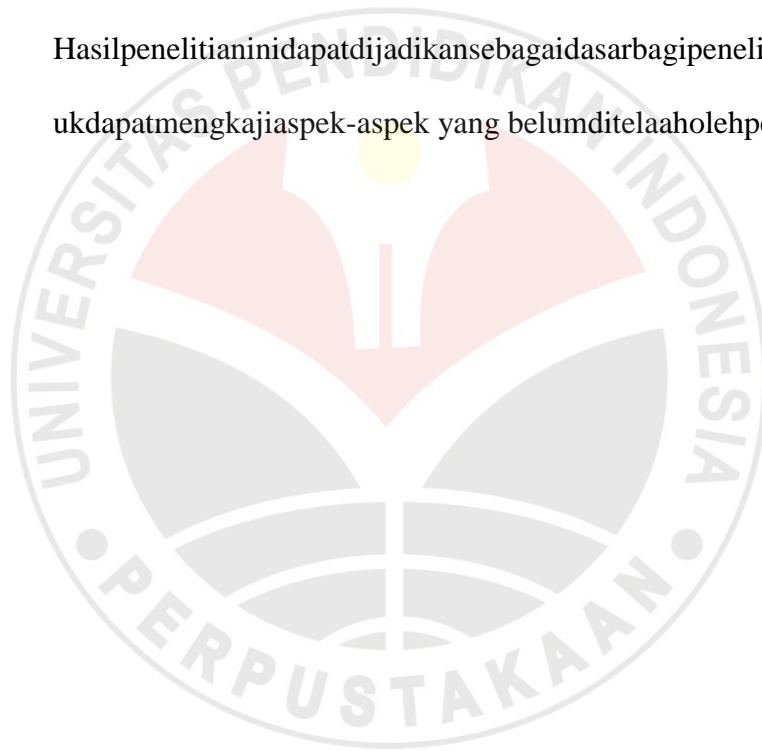 Hasilpenelitianinidapatdijadikansebagaidasarbagipeneli
ukdapatmengkajiaspek-aspek yang belumditelaaholehp
UNIVERSITAS PENDIDIKAN INDONESIA
PERPUSTAKAAN